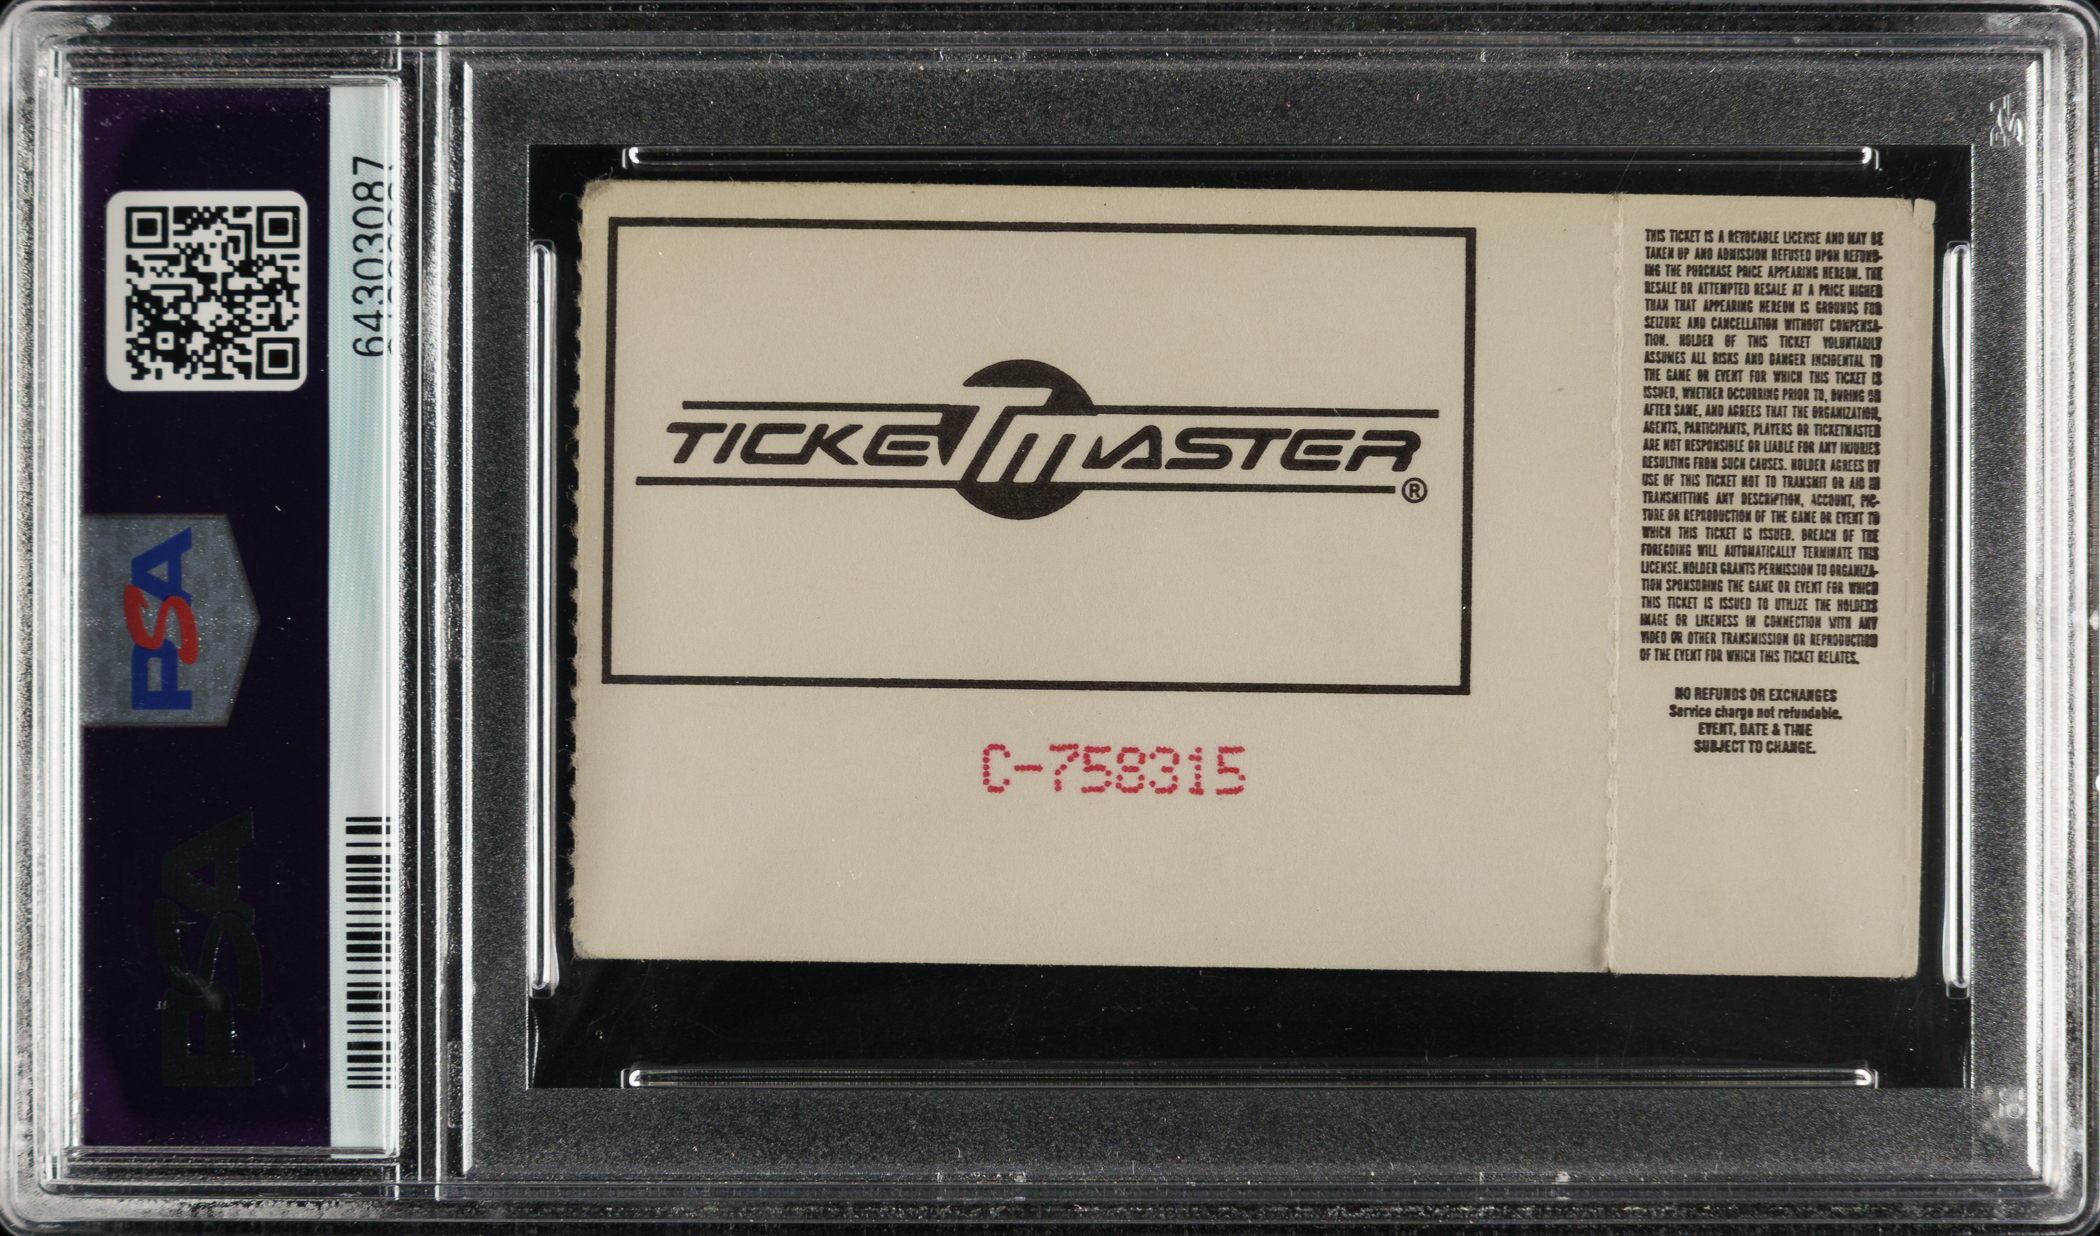 64303087
PSA
PSA
TICKETMASTER®
C-758315
THIS TICKET IS A REVOCABLE LICENSE AND MAY BE
TAKEN UP AND ADMISSION REFUSED UPON REFUND-
ING THE PURCHASE PRICE APPEARING HEREON. THE
RESALE OR ATTEMPTED RESALE AT A PRICE HIGHER
THAN THAT APPEARING HEREON IS GROUNDS FOR
SEIZURE AND CANCELLATION WITHOUT COMPENSA-
TION. HOLDER OF THIS TICKET VOLUNTARILY
ASSUMES ALL RISKS AND DANGER INCIDENTAL TO
THE GAME OR EVENT FOR WHICH THIS TICKET IS
ISSUED, WHETHER OCCURRING PRIOR TO, DURING OR
AFTER SAME, AND AGREES THAT THE ORGANIZATION,
AGENTS, PARTICIPANTS, PLAYERS OR TICKETMASTER
ARE NOT RESPONSIBLE OR LIABLE FOR ANY INJURIES
RESULTING FROM SUCH CAUSES. HOLDER AGREES BY
USE OF THIS TICKET NOT TO TRANSMIT OR AID IN
TRANSMITTING ANY DESCRIPTION, ACCOUNT, PIC-
TURE OR REPRODUCTION OF THE GAME OR EVENT TO
WHICH THIS TICKET IS ISSUED. BREACH OF THE
FOREGOING WILL AUTOMATICALLY TERMINATE THIS
LICENSE. HOLDER GRANTS PERMISSION TO ORGANIZA-
TION SPONSORING THE GAME OR EVENT FOR WHICH
THIS TICKET IS ISSUED TO UTILIZE THE HOLDERS
IMAGE OR LIKENESS IN CONNECTION WITH ANY
VIDEO OR OTHER TRANSMISSION OR REPRODUCTION
OF THE EVENT FOR WHICH THIS TICKET RELATES.
NO REFUNDS OR EXCHANGES
Service charge not refundable.
EVENT, DATE & TIME
SUBJECT TO CHANGE.
PSA